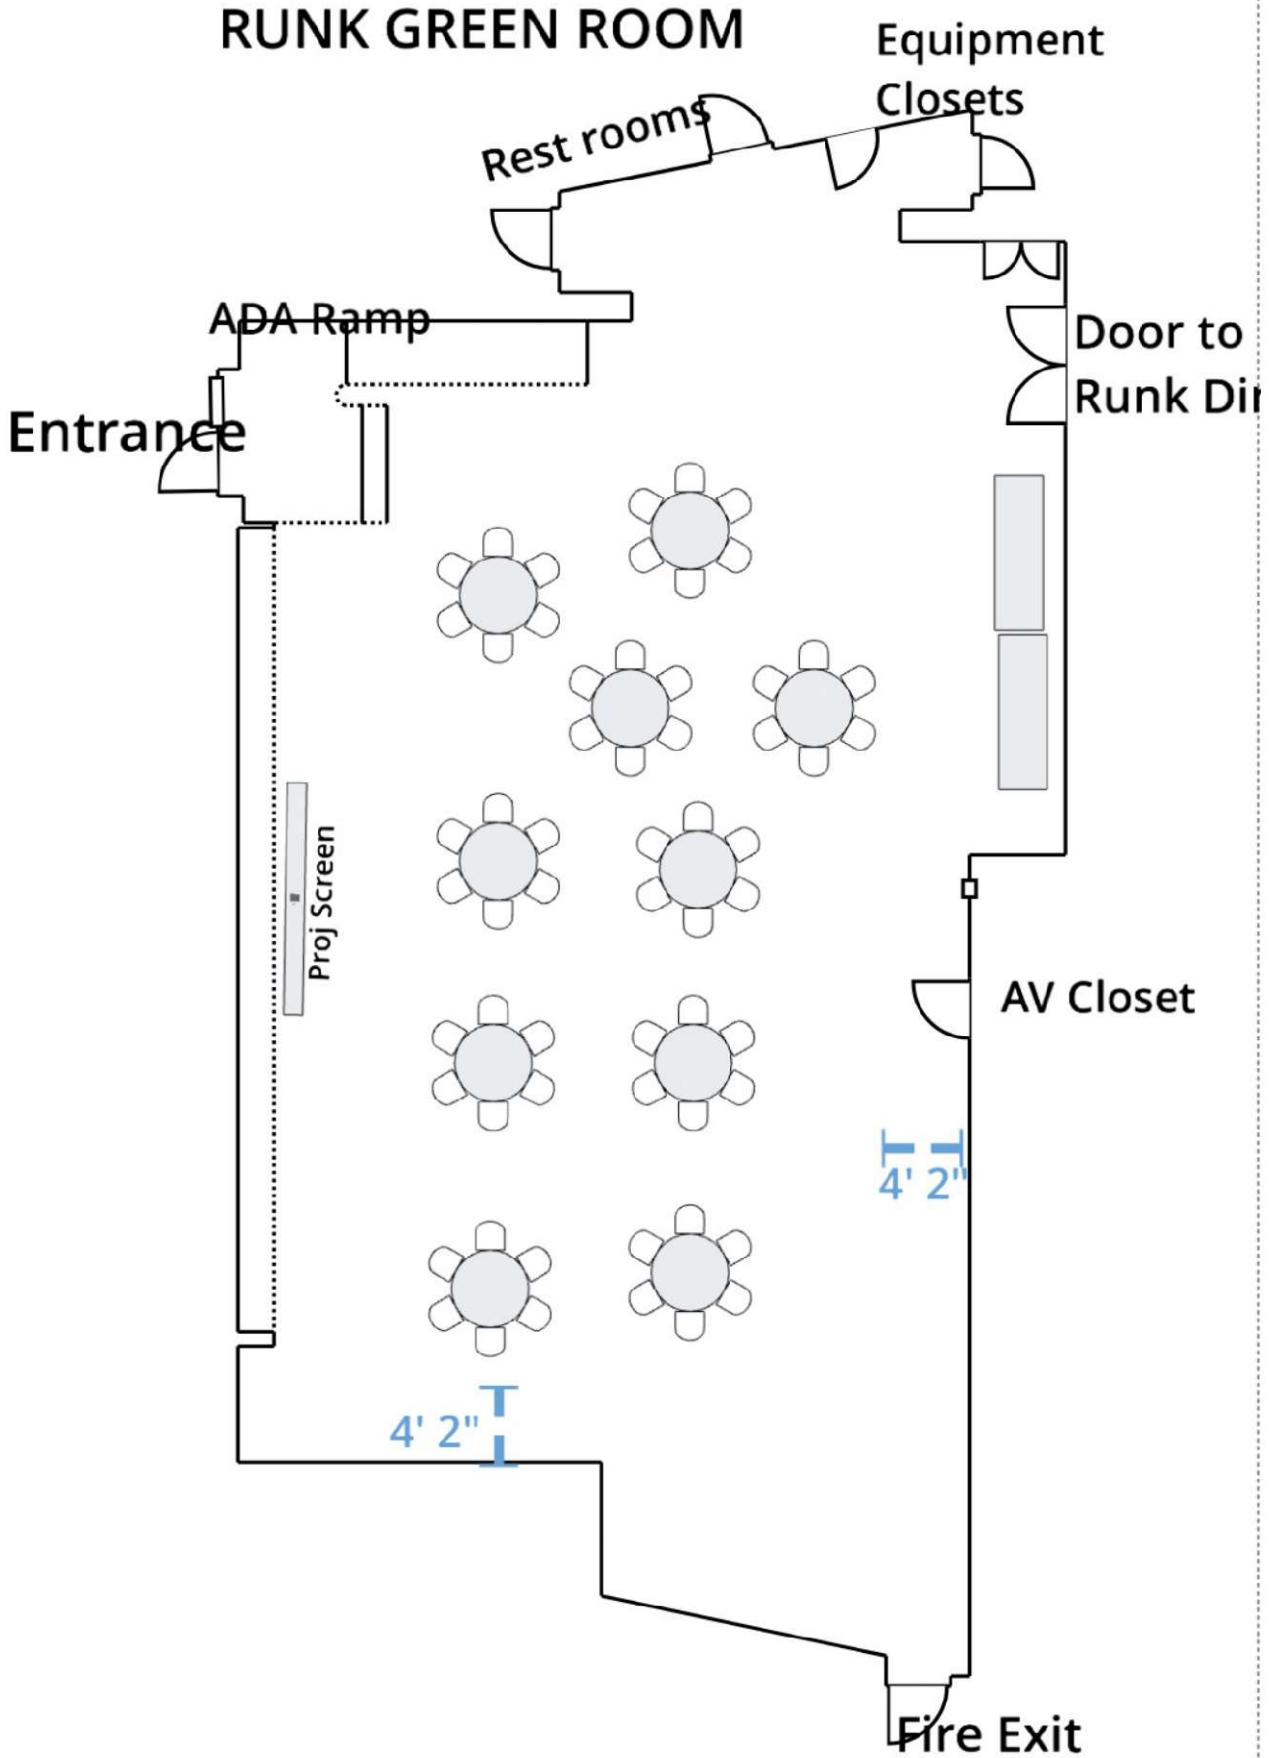 RUNK GREEN ROOM
Equipment
Closets
Rest rooms
ADA Ramp
Door to
Runk Din
Entrance
Proj Screen
AV Closet
4' 2"
4' 2"
Fire Exit